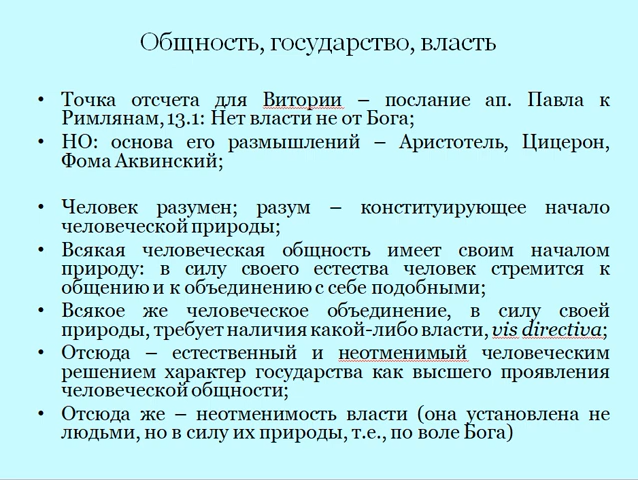 Общность, государство, власть
• Точка отсчета для Витории – послание ап. Павла к
Римлянам, 13.1: Нет власти не от Бога;
• НО: основа его размышлений – Аристотель, Цицерон,
Фома Аквинский;
• Человек разумен; разум – конституирующее начало
человеческой природы;
• Всякая человеческая общность имеет своим началом
природу: в силу своего естества человек стремится к
общению и к объединению с себе подобными;
• Всякое же человеческое объединение, в силу своей
природы, требует наличия какой-либо власти, vis directiva;
• Отсюда – естественный и неотменимый человеческим
решением характер государства как высшего проявления
человеческой общности;
• Отсюда же – неотменимость власти (она установлена не
людьми, но в силу их природы, т.е., по воле Бога)